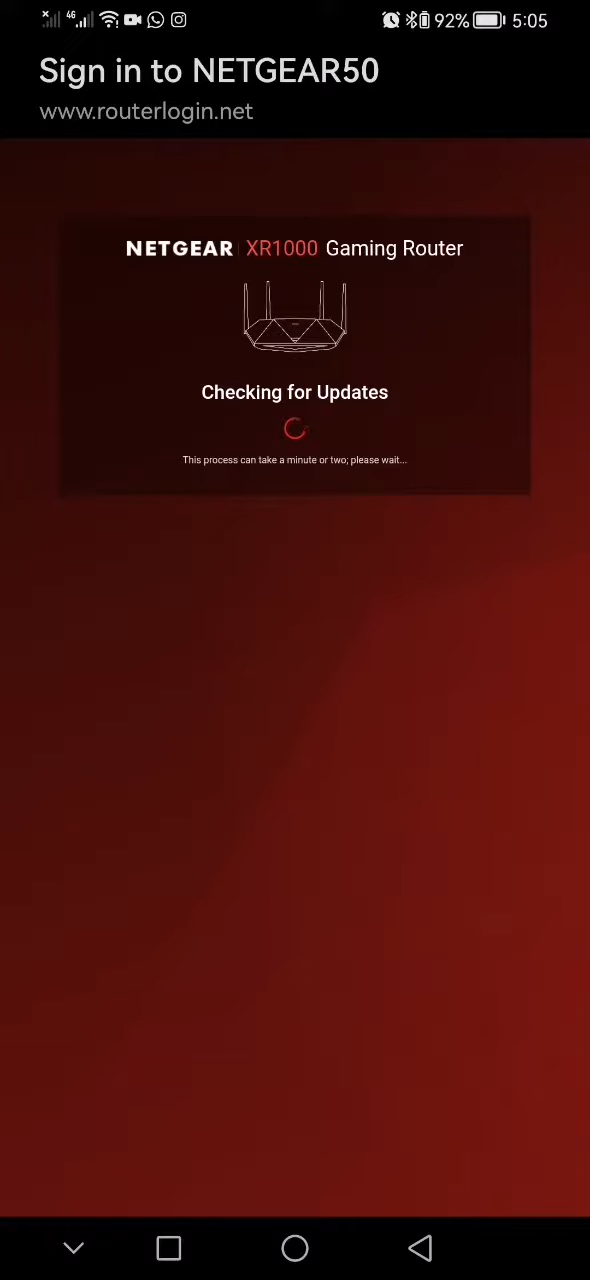 4G 92% 5:05
Sign in to NETGEAR50
www.routerlogin.net
NETGEAR XR1000 Gaming Router
Checking for Updates
This process can take a minute or two; please wait...